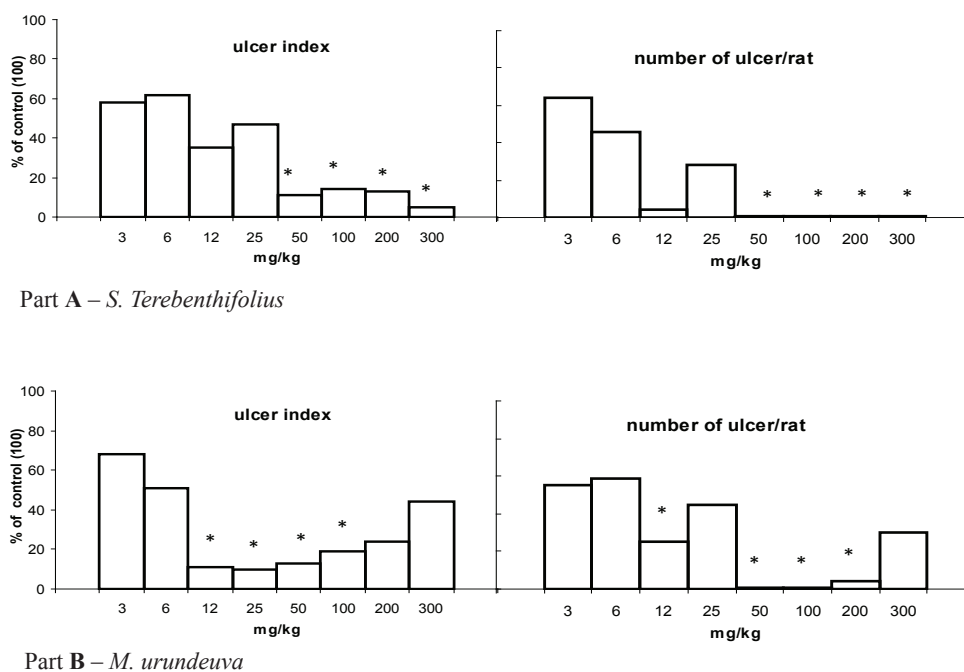 100
80
60
40
20
0
% of control (100)
ulcer index
number of ulcer/rat
* * * *
* * * *
3 6 12 25 50 100 200 300
mg/kg
3 6 12 25 50 100 200 300
mg/kg
Part A – S. Terebenthifolius
100
80
60
40
20
0
% of control (100)
ulcer index
number of ulcer/rat
* * * *
* * * *
3 6 12 25 50 100 200 300
mg/kg
3 6 12 25 50 100 200 300
mg/kg
Part B – M. urundeuva